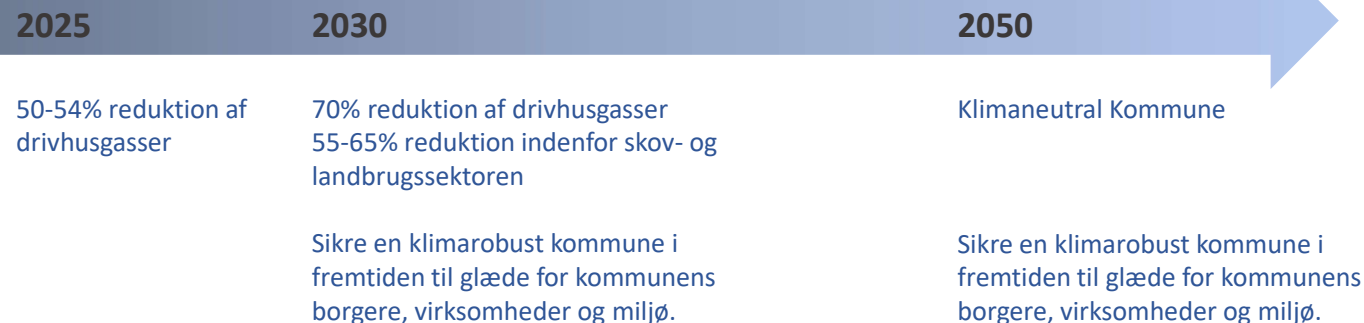 2025
2030
2050
50-54% reduktion af
drivhusgasser
70% reduktion af drivhusgasser
55-65% reduktion indenfor skov- og
landbrugssektoren
Sikre en klimarobust kommune i
fremtiden til glæde for kommunens
borgere, virksomheder og miljø.
Klimaneutral Kommune
Sikre en klimarobust kommune i
fremtiden til glæde for kommunens
borgere, virksomheder og miljø.